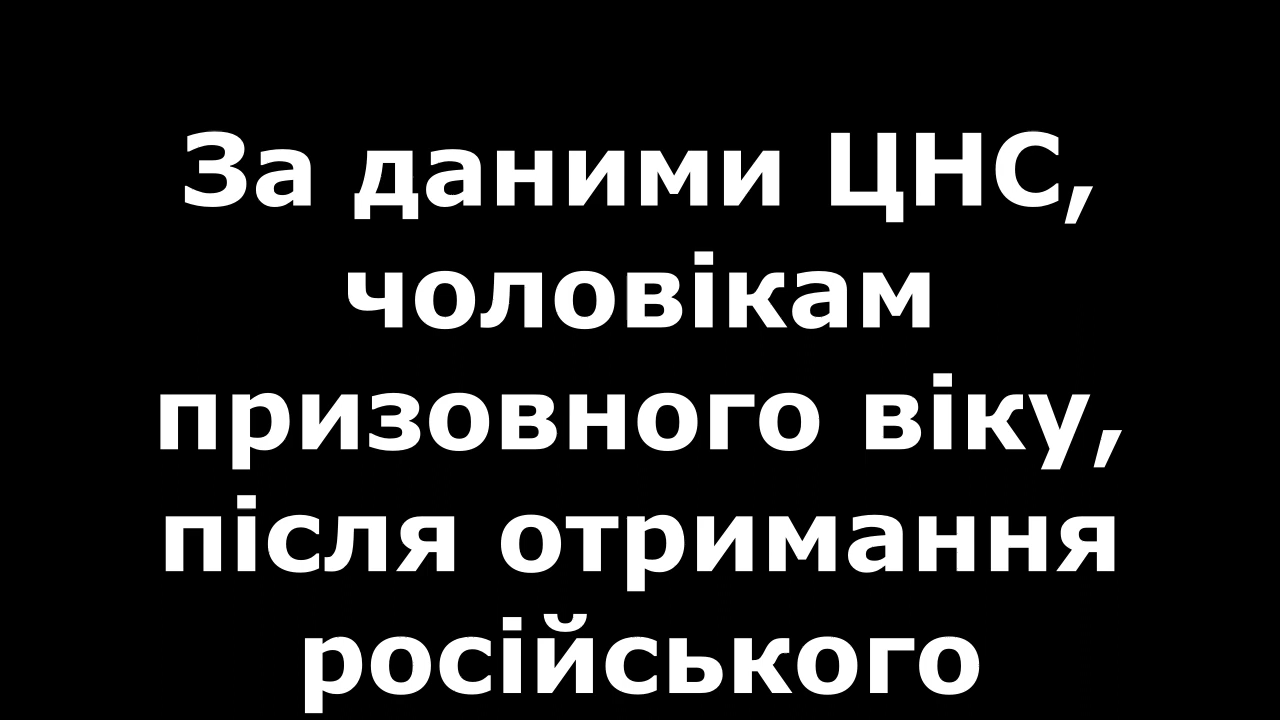 За даними ЦНС,
чоловікам
призовного віку,
після отримання
російського